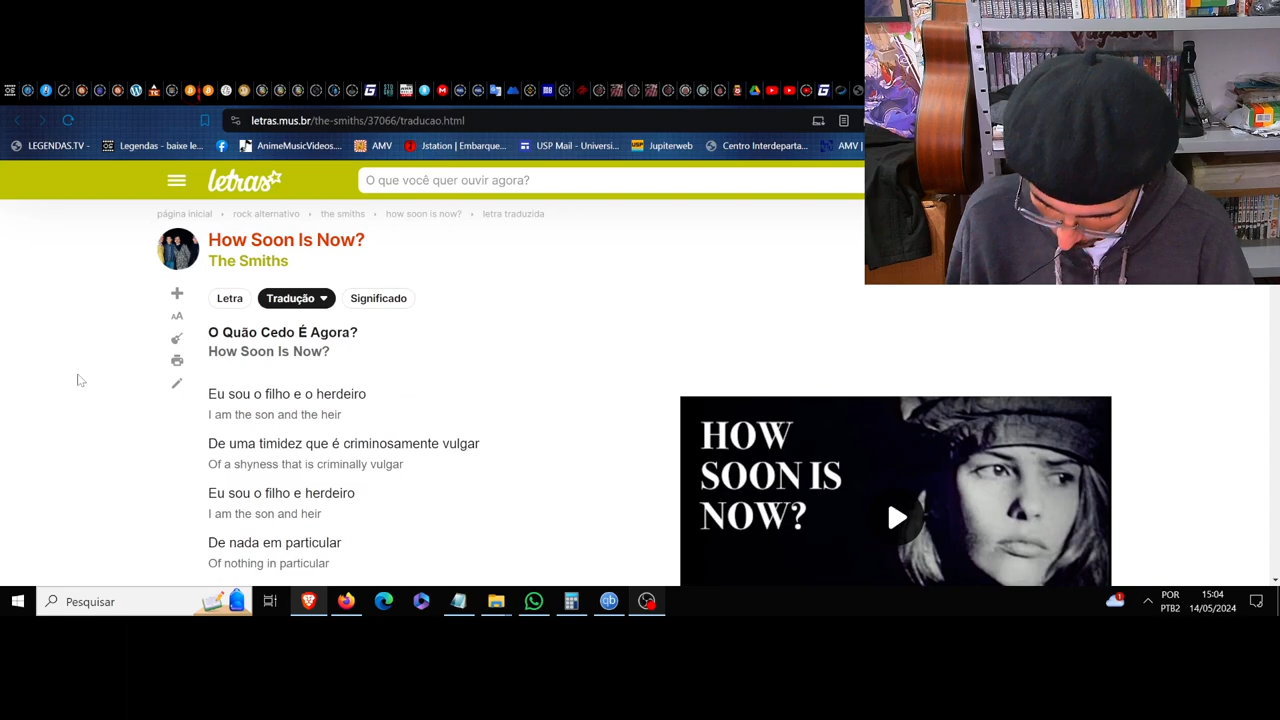 letras.mus.br/the-smiths/37066/traducao.html
LEGENDAS.TV - Legendas - baixe le... AnimeMusicVideos.... AMV Jstation | Embarque... USP Mail - Universi... Jupiterweb Centro Interdeparta... AMV |
letras O que você quer ouvir agora?
página inicial › rock alternativo › the smiths › how soon is now? › letra traduzida
How Soon Is Now?
The Smiths
Letra Tradução Significado
AA
O Quão Cedo É Agora?
How Soon Is Now?
Eu sou o filho e o herdeiro
I am the son and the heir
De uma timidez que é criminosamente vulgar
Of a shyness that is criminally vulgar
Eu sou o filho e herdeiro
I am the son and heir
De nada em particular
Of nothing in particular
HOW
SOON IS
NOW?
Pesquisar
POR
PTB2
15:04
14/05/2024